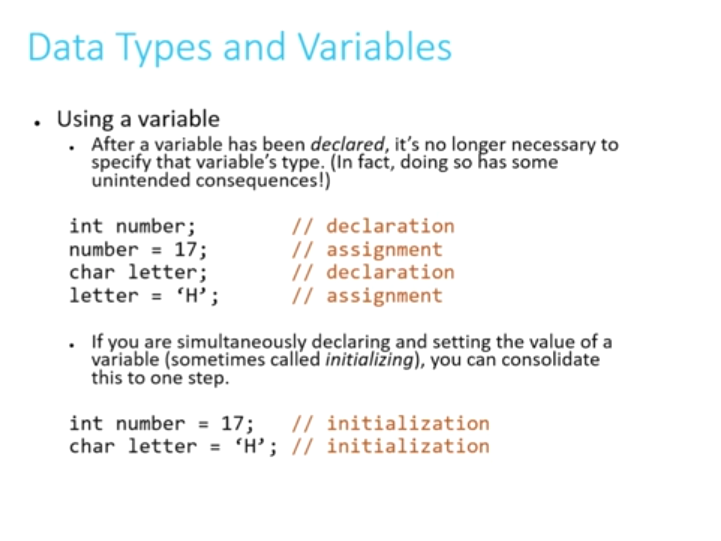 Data Types and Variables
• Using a variable
• After a variable has been declared, it’s no longer necessary to
specify that variable’s type. (In fact, doing so has some
unintended consequences!)
int number; // declaration
number = 17; // assignment
char letter; // declaration
letter = ‘H’; // assignment
• If you are simultaneously declaring and setting the value of a
variable (sometimes called initializing), you can consolidate
this to one step.
int number = 17; // initialization
char letter = ‘H’; // initialization